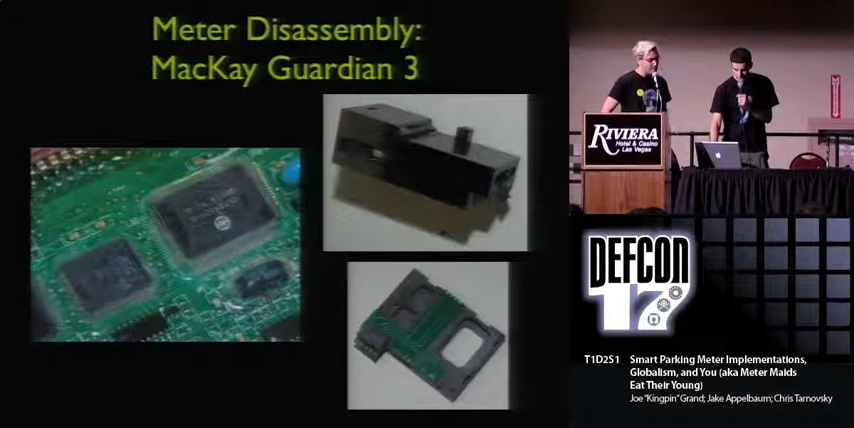 Meter Disassembly:
MacKay Guardian 3
RIVIERA
Hotel & Casino
Las Vegas
DEFCON
17
T1D2S1 Smart Parking Meter Implementations,
Globalism, and You (aka Meter Maids
Eat Their Young)
Joe "Kingpin" Grand; Jake Appelbaum; Chris Tarnovsky